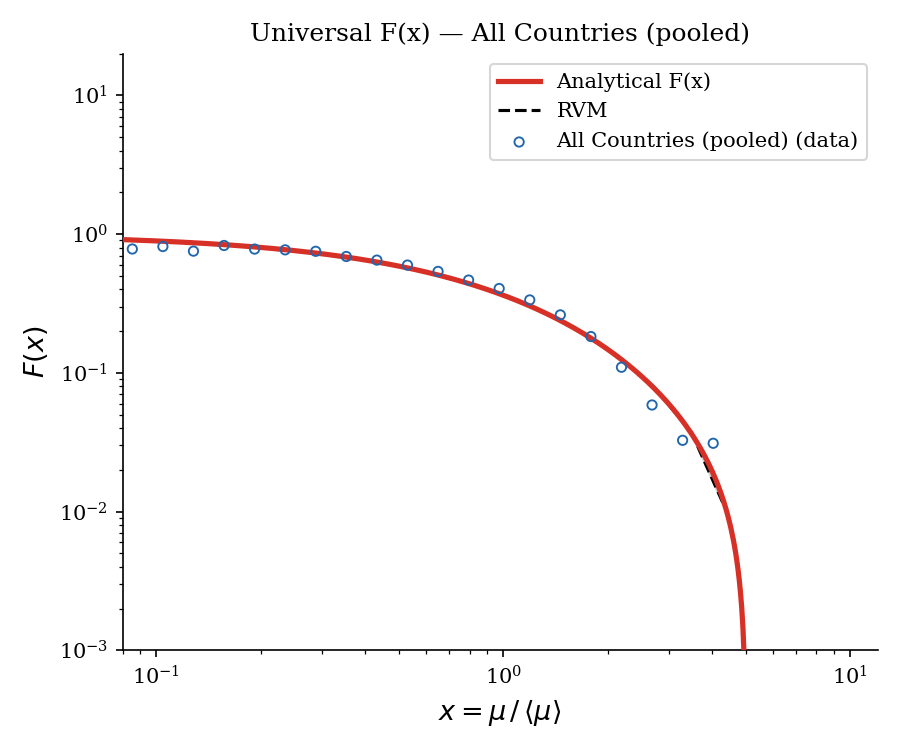 Universal F(x) — All Countries (pooled)
Analytical F(x)
RVM
All Countries (pooled) (data)
10¹
10⁰
10⁻¹
10⁻²
10⁻³
F(x)
10⁻¹
10⁰
10¹
x = μ / ⟨μ⟩